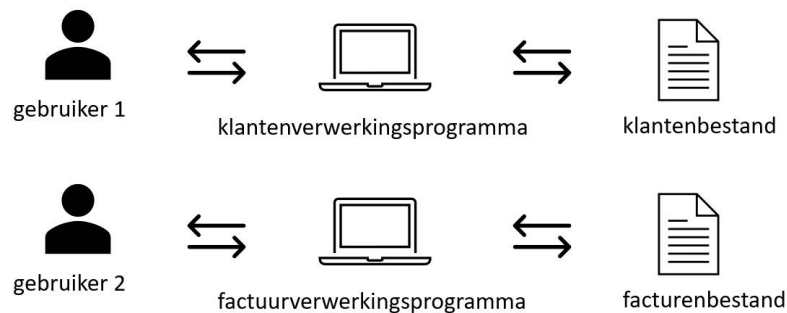 gebruiker 1
klantenverwerkingsprogramma
klantenbestand
gebruiker 2
factuurverwerkingsprogramma
facturenbestand